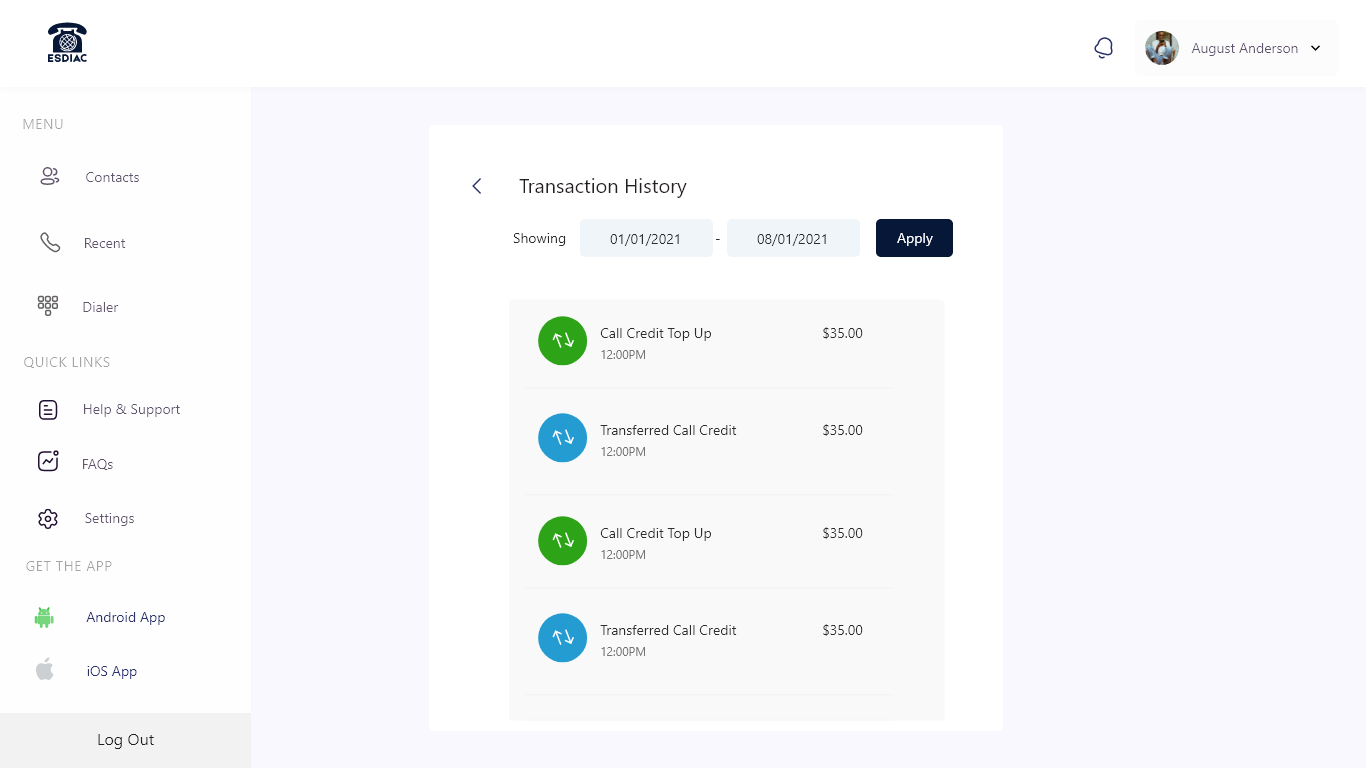 ESDIAC
August Anderson
MENU
Contacts
Recent
Dialer
QUICK LINKS
Help & Support
FAQs
Settings
GET THE APP
Android App
iOS App
Log Out
Transaction History
Showing 01/01/2021 - 08/01/2021 Apply
Call Credit Top Up $35.00
12:00PM
Transferred Call Credit $35.00
12:00PM
Call Credit Top Up $35.00
12:00PM
Transferred Call Credit $35.00
12:00PM